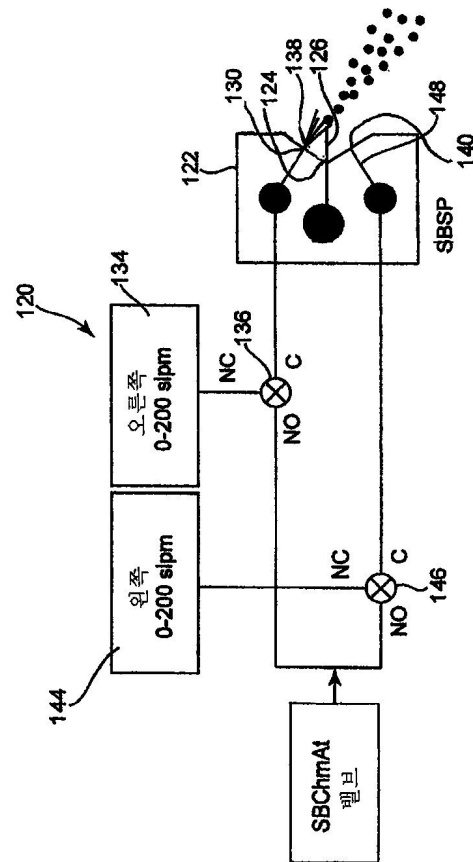 120
144
왼쪽
0-200 slpm
134
오른쪽
0-200 slpm
122
130
124
138
126
NC
136
NO
C
NC
NO
C
146
SBChmAt
밸브
148
140
SBSP